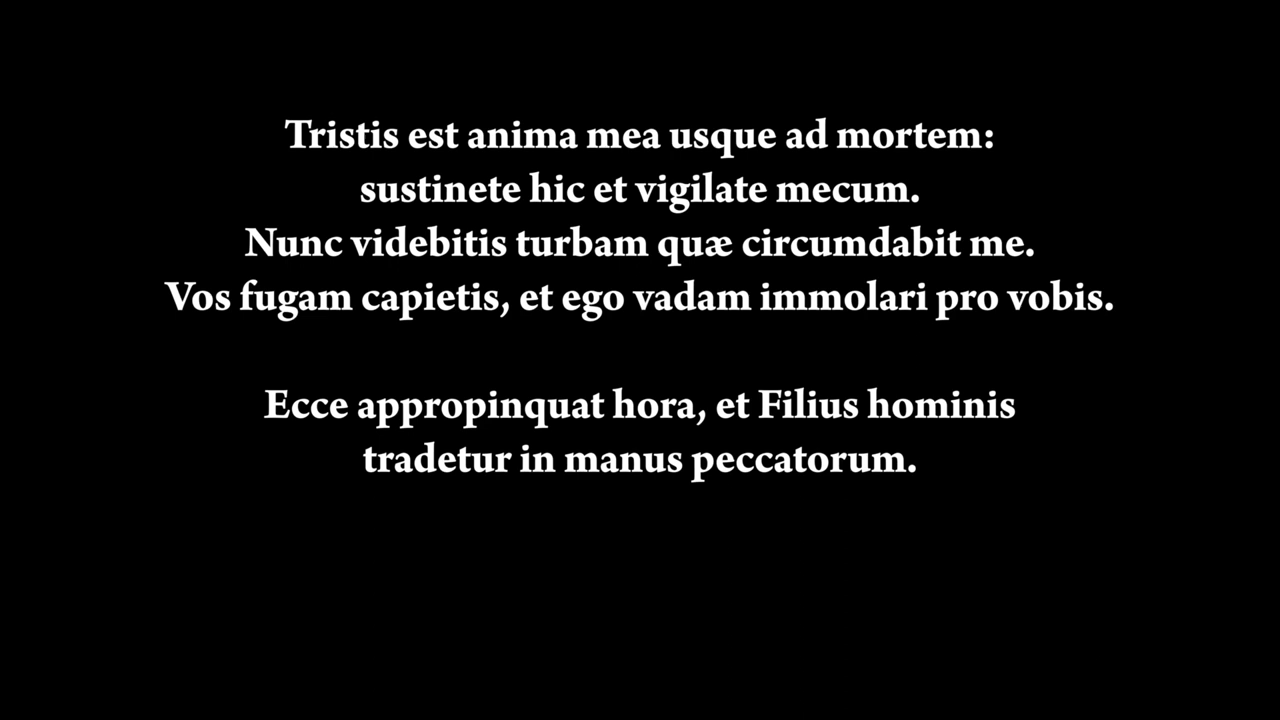 Tristis est anima mea usque ad mortem:
sustinete hic et vigilate mecum.
Nunc videbitis turbam quæ circumdabit me.
Vos fugam capietis, et ego vadam immolari pro vobis.
Ecce appropinquat hora, et Filius hominis
tradetur in manus peccatorum.